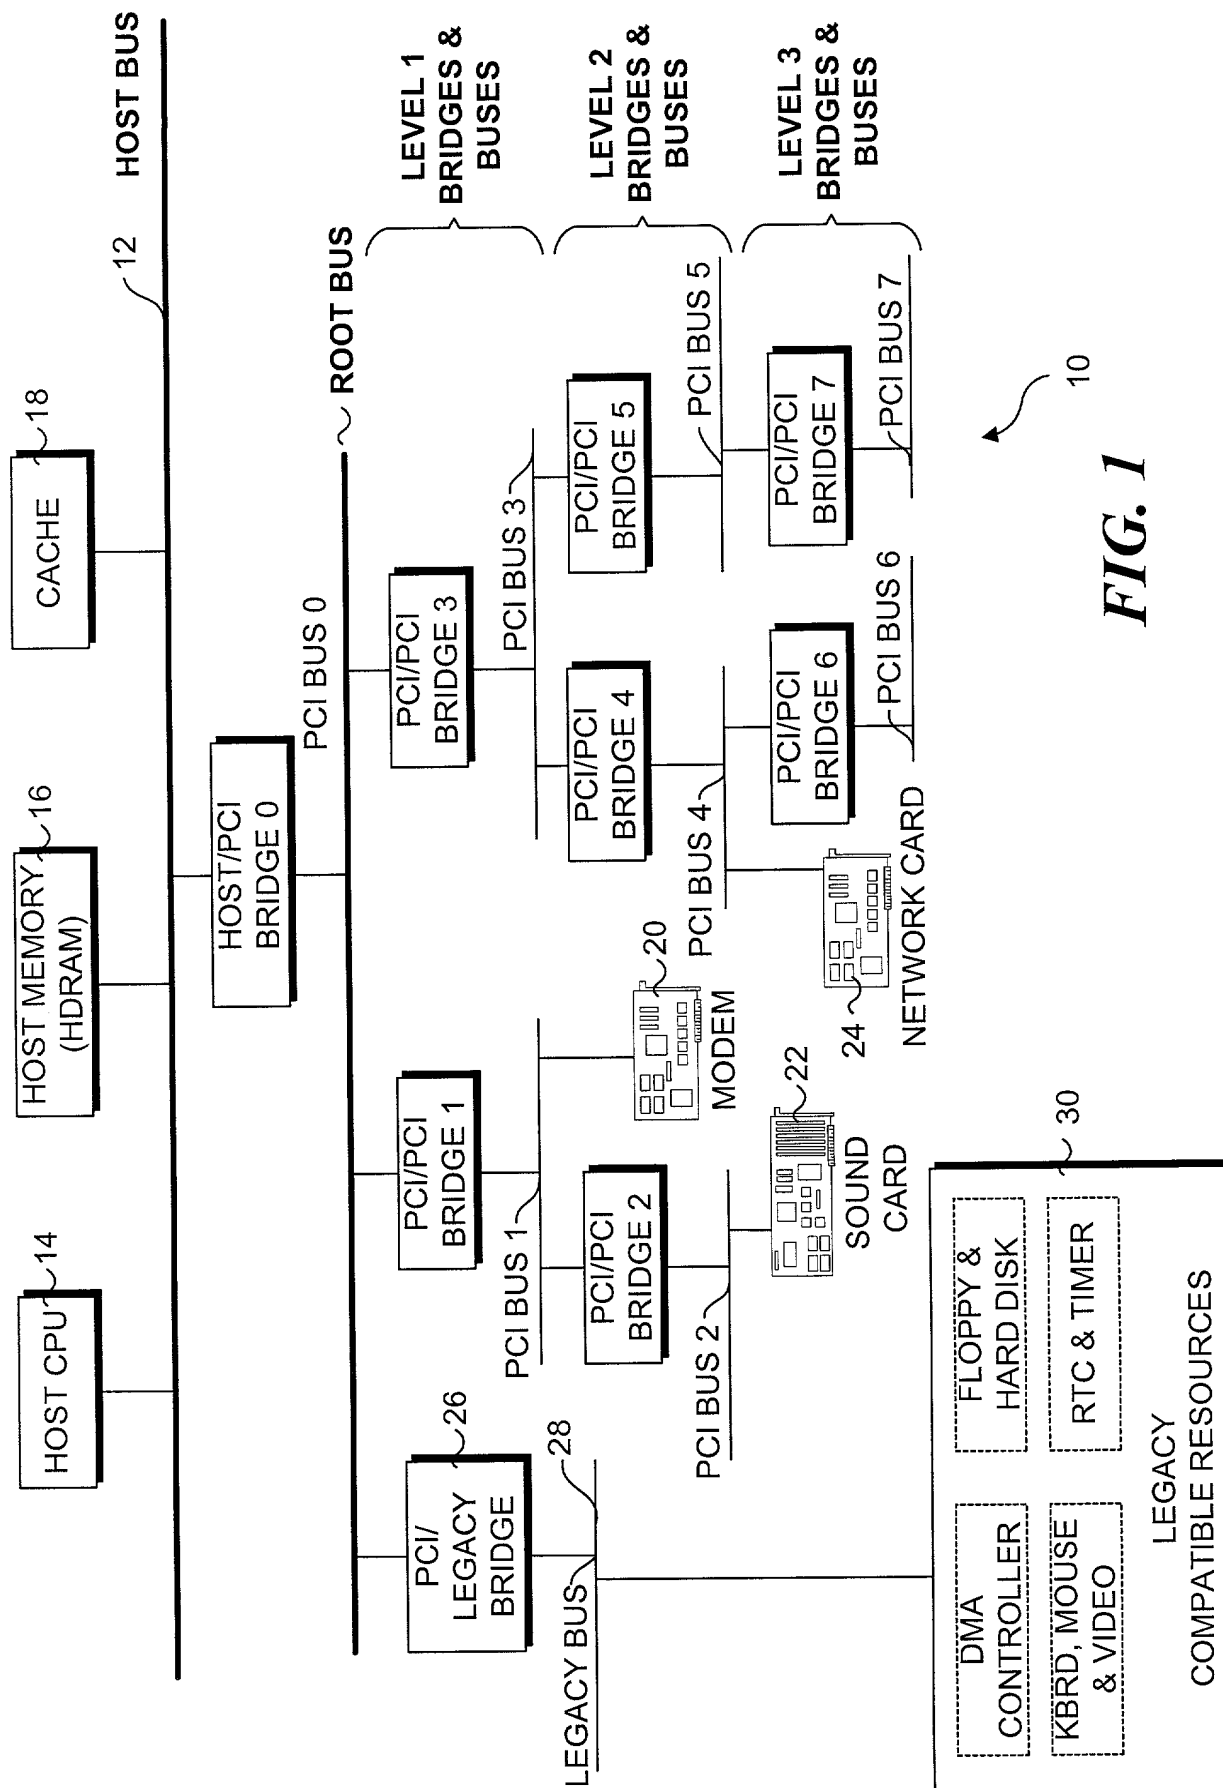 HOST CPU
14
HOST MEMORY
(HDRAM)
16
CACHE
18
12
HOST BUS
HOST/PCI
BRIDGE 0
PCI BUS 0
ROOT BUS
PCI/
LEGACY
BRIDGE
26
PCI/PCI
BRIDGE 1
PCI/PCI
BRIDGE 3
LEVEL 1
BRIDGES &
BUSES
LEGACY BUS
28
PCI BUS 1
PCI BUS 3
PCI/PCI
BRIDGE 2
20
MODEM
PCI/PCI
BRIDGE 4
PCI/PCI
BRIDGE 5
LEVEL 2
BRIDGES &
BUSES
PCI BUS 2
PCI BUS 4
PCI BUS 5
22
SOUND
CARD
24
NETWORK CARD
PCI/PCI
BRIDGE 6
PCI/PCI
BRIDGE 7
LEVEL 3
BRIDGES &
BUSES
PCI BUS 6
PCI BUS 7
30
DMA
CONTROLLER
FLOPPY &
HARD DISK
KBRD, MOUSE
& VIDEO
RTC & TIMER
LEGACY
COMPATIBLE RESOURCES
10
FIG. 1